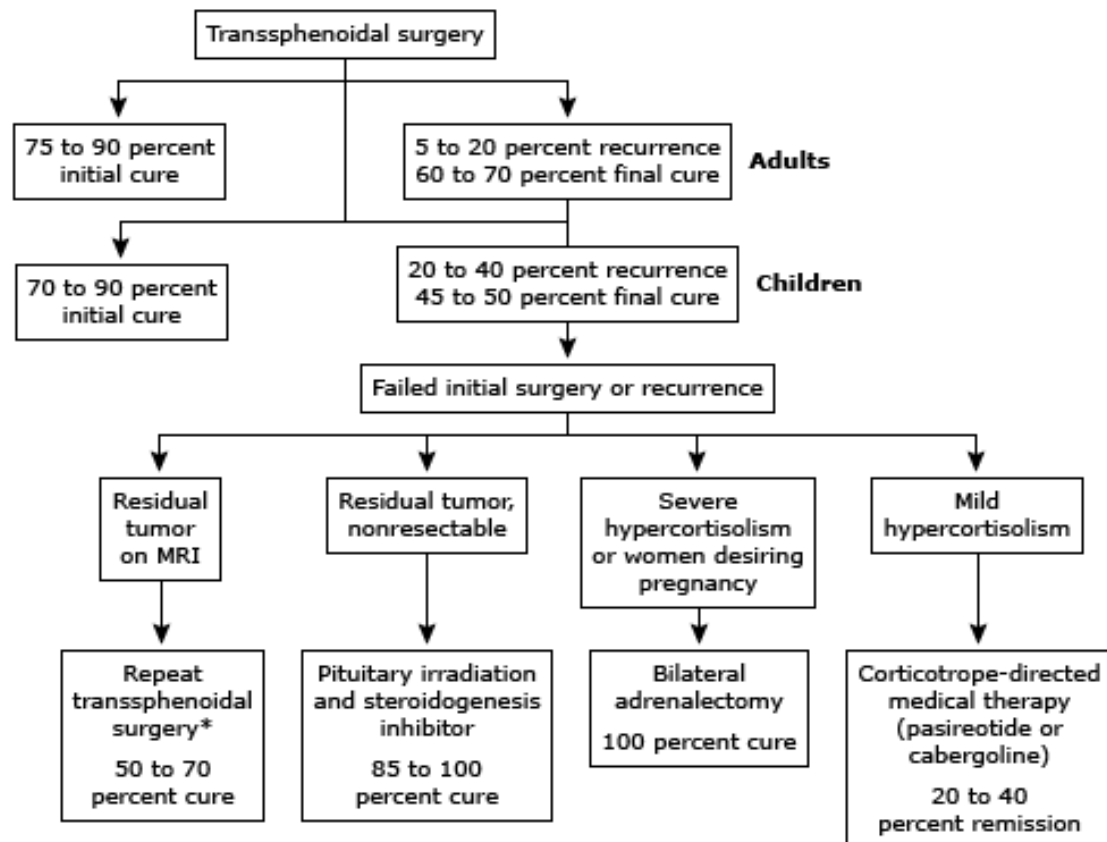 Transsphenoidal surgery
75 to 90 percent
initial cure
5 to 20 percent recurrence
60 to 70 percent final cure
Adults
70 to 90 percent
initial cure
20 to 40 percent recurrence
45 to 50 percent final cure
Children
Failed initial surgery or recurrence
Residual
tumor
on MRI
Residual tumor,
nonresectable
Severe
hypercortisolism
or women desiring
pregnancy
Mild
hypercortisolism
Repeat
transsphenoidal
surgery*
50 to 70
percent cure
Pituitary irradiation
and steroidogenesis
inhibitor
85 to 100
percent cure
Bilateral
adrenalectomy
100 percent cure
Corticotrope-directed
medical therapy
(pasireotide or
cabergoline)
20 to 40
percent remission